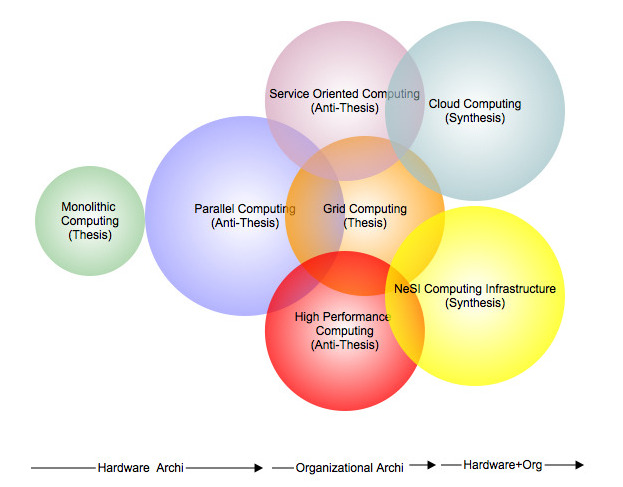 Service Oriented Computing
(Anti-Thesis)
Cloud Computing
(Synthesis)
Monolithic
Computing
(Thesis)
Parallel Computing
(Anti-Thesis)
Grid Computing
(Thesis)
NeSI Computing Infrastructure
(Synthesis)
High Performance
Computing
(Anti-Thesis)
Hardware Archi
Organizational Archi
Hardware+Org